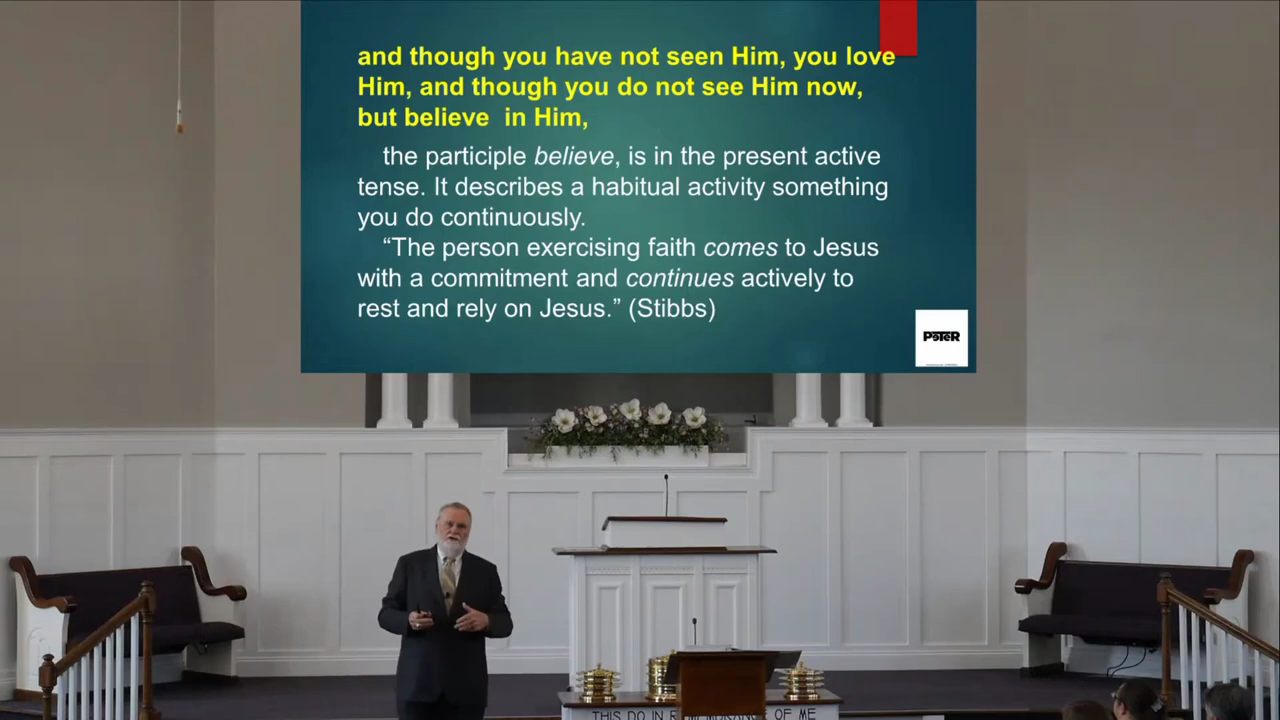 and though you have not seen Him, you love
Him, and though you do not see Him now,
but believe in Him,
the participle believe, is in the present active
tense. It describes a habitual activity something
you do continuously.
“The person exercising faith comes to Jesus
with a commitment and continues actively to
rest and rely on Jesus.” (Stibbs)
PETER
THIS DO IN OF ME